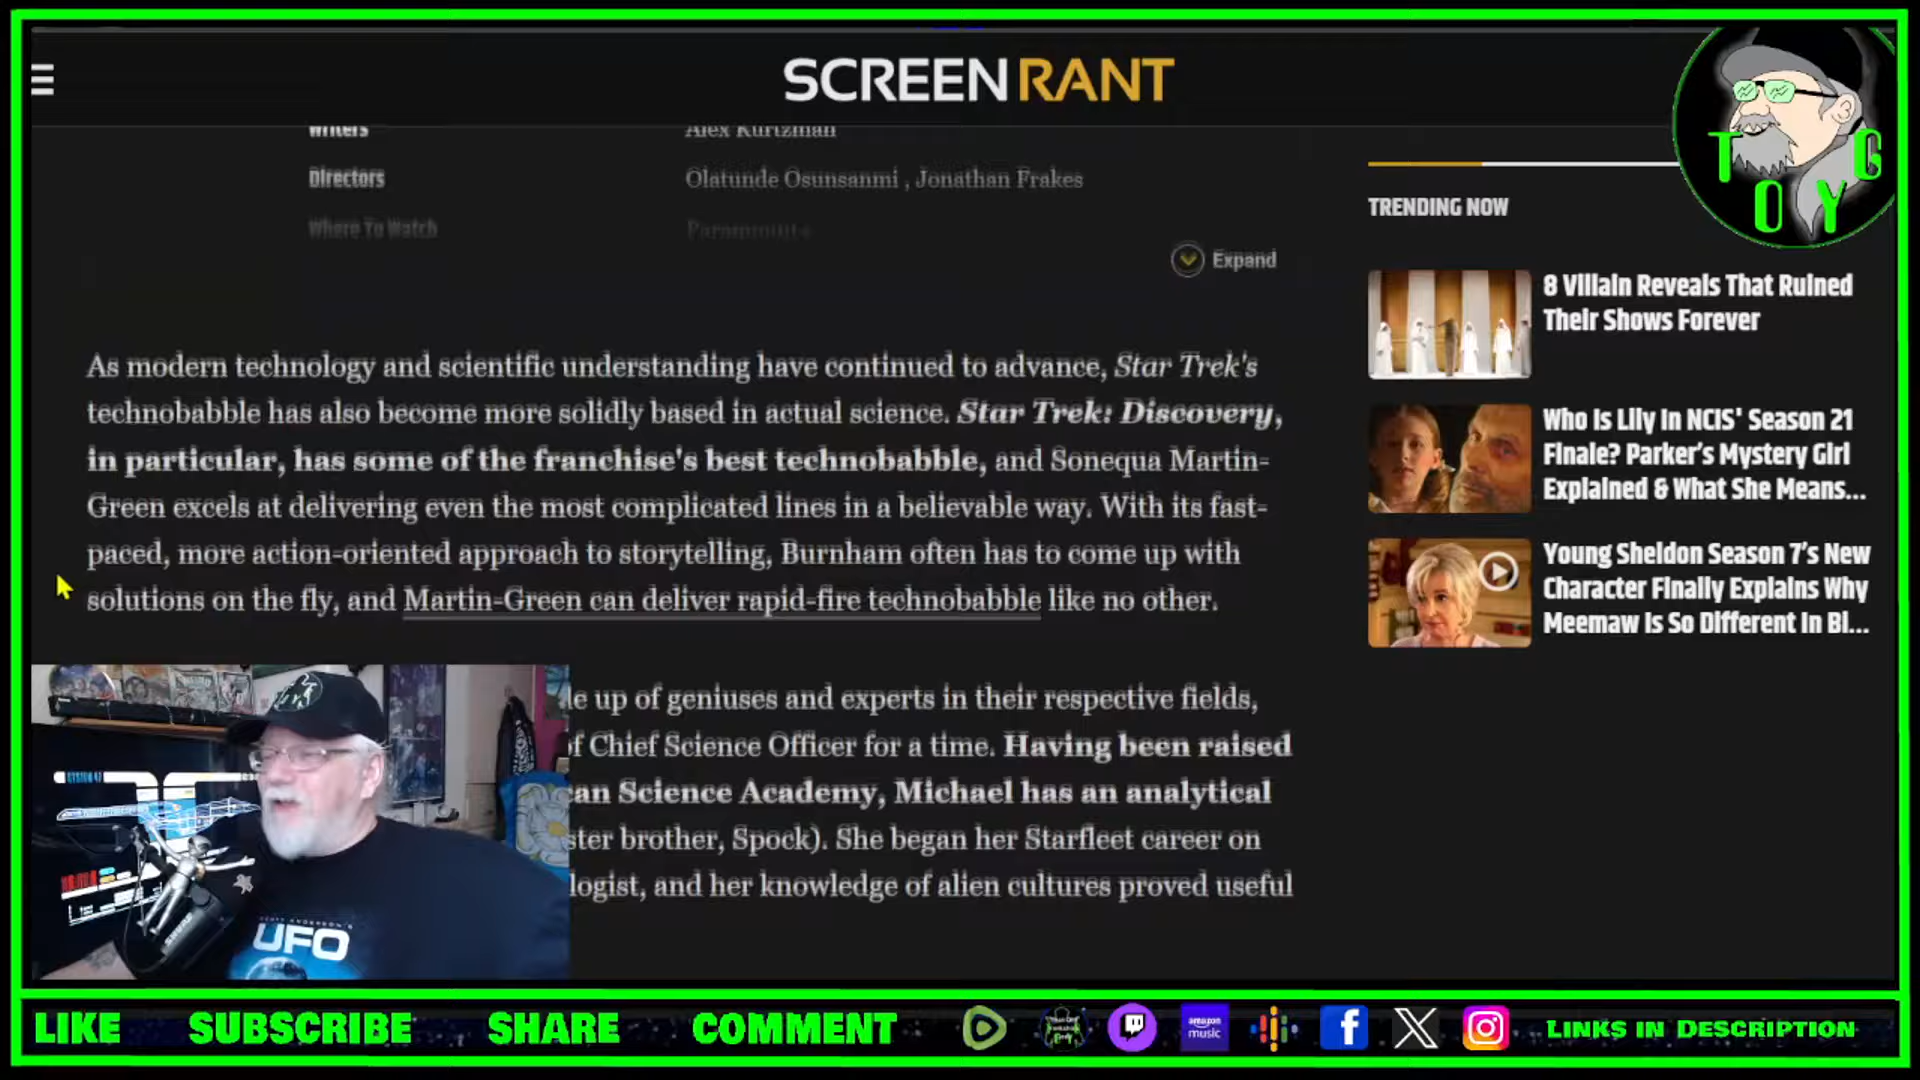 SCREENRANT
Writers
Alex Kurtzman
Directors
Olatunde Osunsanmi , Jonathan Frakes
Where To Watch
Paramount+
Expand
As modern technology and scientific understanding have continued to advance, Star Trek's
technobabble has also become more solidly based in actual science. Star Trek: Discovery,
in particular, has some of the franchise's best technobabble, and Sonequa Martin-
Green excels at delivering even the most complicated lines in a believable way. With its fast-
paced, more action-oriented approach to storytelling, Burnham often has to come up with
solutions on the fly, and Martin-Green can deliver rapid-fire technobabble like no other.
le up of geniuses and experts in their respective fields,
of Chief Science Officer for a time. Having been raised
can Science Academy, Michael has an analytical
ster brother, Spock). She began her Starfleet career on
logist, and her knowledge of alien cultures proved useful
TRENDING NOW
8 Villain Reveals That Ruined
Their Shows Forever
Who Is Lily In NCIS' Season 21
Finale? Parker's Mystery Girl
Explained & What She Means...
Young Sheldon Season 7's New
Character Finally Explains Why
Meemaw Is So Different In Bi...
T O Y G
UFO
LIKE SUBSCRIBE SHARE COMMENT
amazon
music
LINKS IN DESCRIPTION